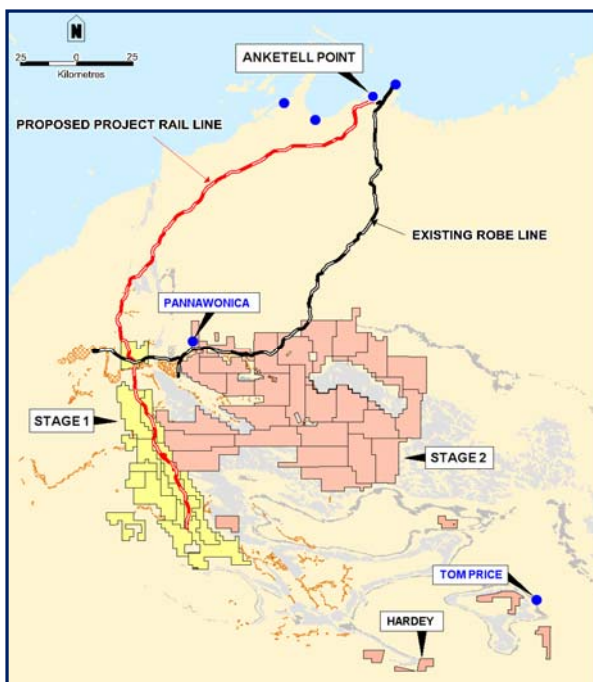 N
25 0 25
Kilometres
ANKETELL POINT
PROPOSED PROJECT RAIL LINE
EXISTING ROBE LINE
PANNAWONICA
STAGE 1
STAGE 2
TOM PRICE
HARDEY